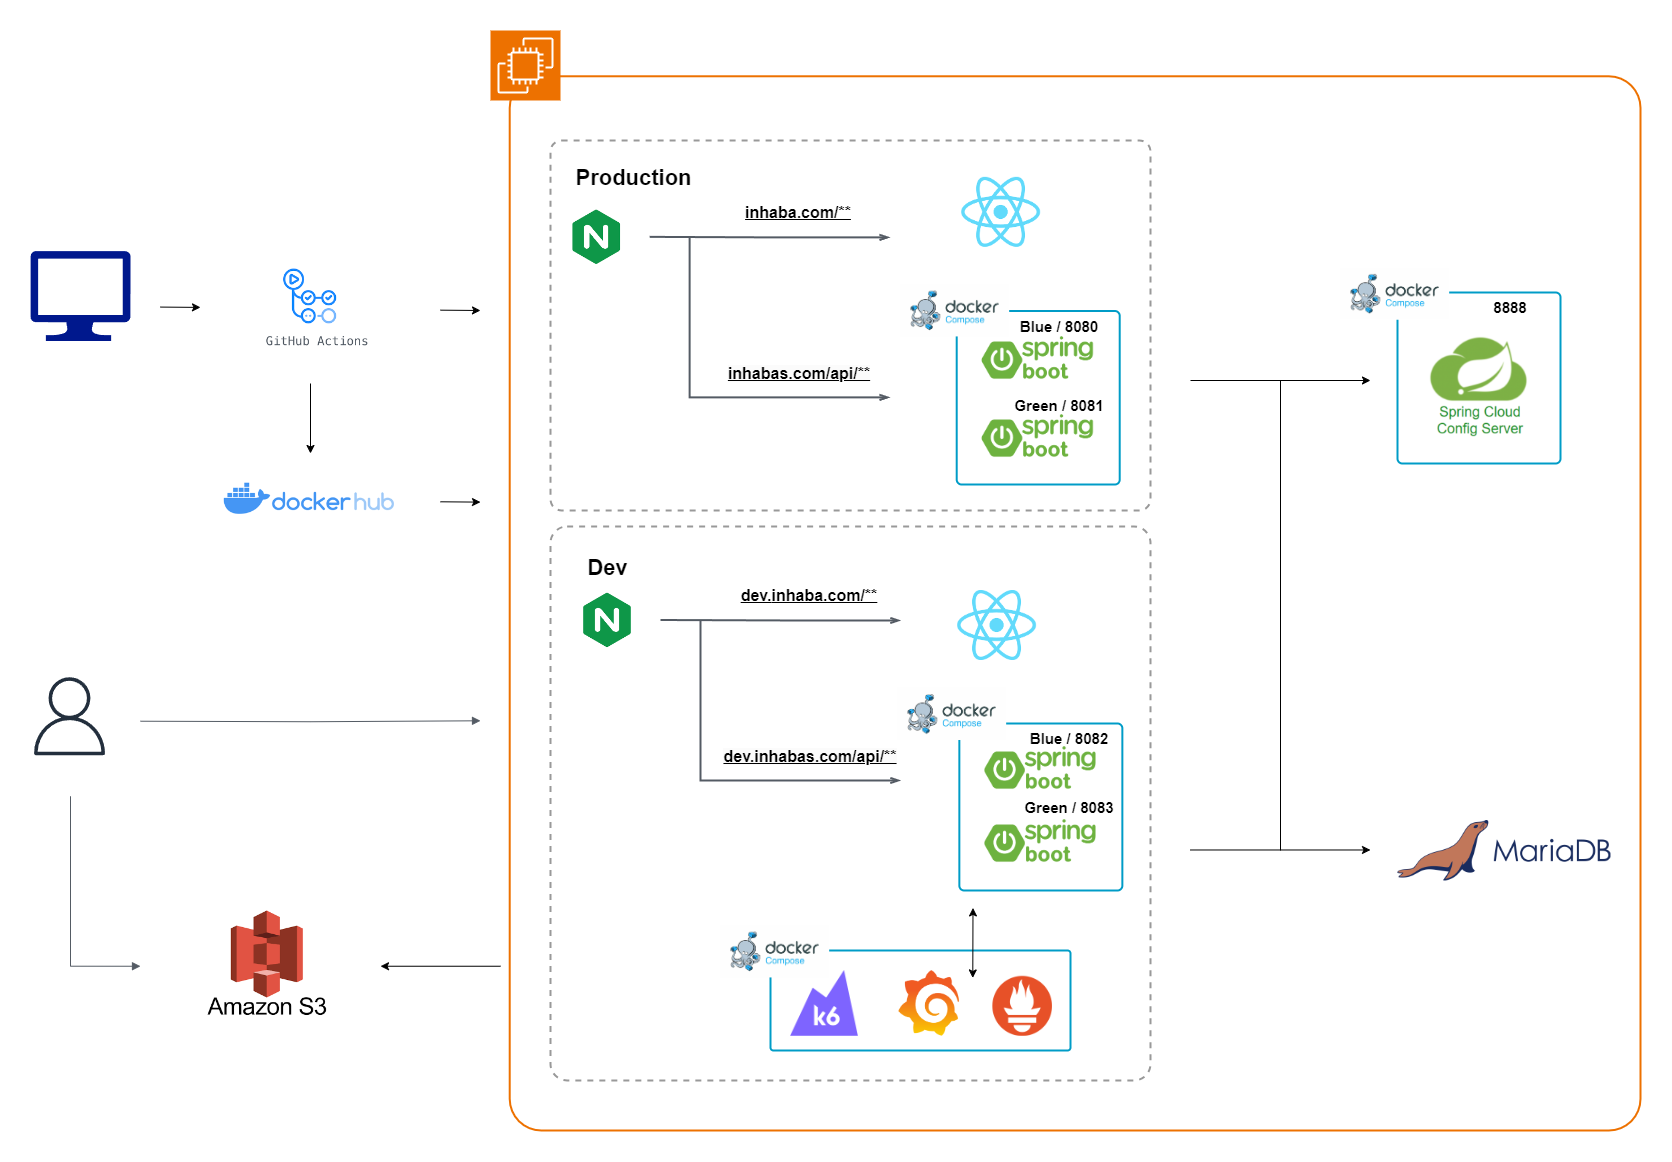 Production
inhaba.com/**
docker
Compose
Blue / 8080
spring
boot
inhabas.com/api/**
Green / 8081
spring
boot
docker
Compose
8888
Spring Cloud
Config Server
GitHub Actions
dockerhub
Dev
dev.inhaba.com/**
docker
Compose
Blue / 8082
spring
boot
dev.inhabas.com/api/**
Green / 8083
spring
boot
MariaDB
docker
Compose
k6
Amazon S3